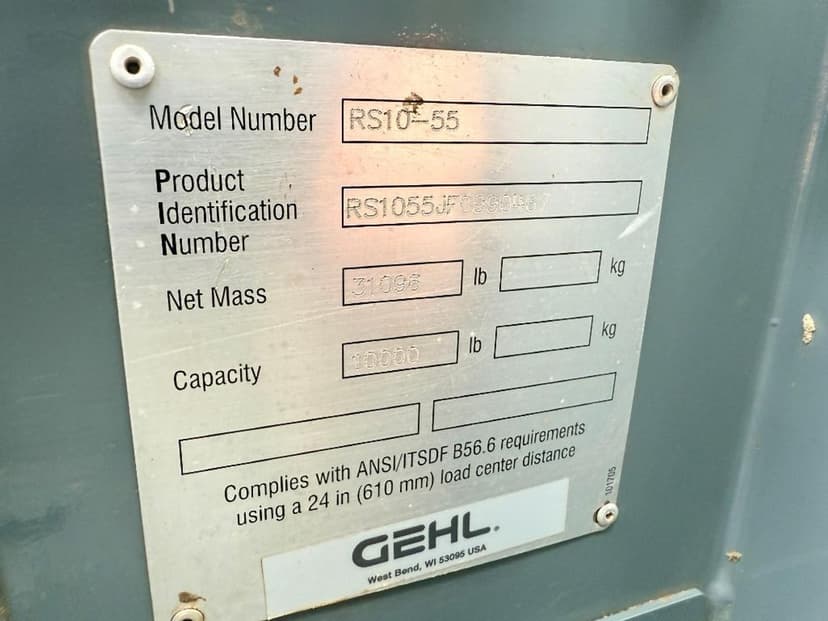 Model Number RS10-55
Product
Identification
Number
Net Mass 31096 lb kg
Capacity 10000 lb kg
Complies with ANSI/ITSDF B56.6 requirements
using a 24 in (610 mm) load center distance
101705
GEHL®
West Bend, WI 53095 USA